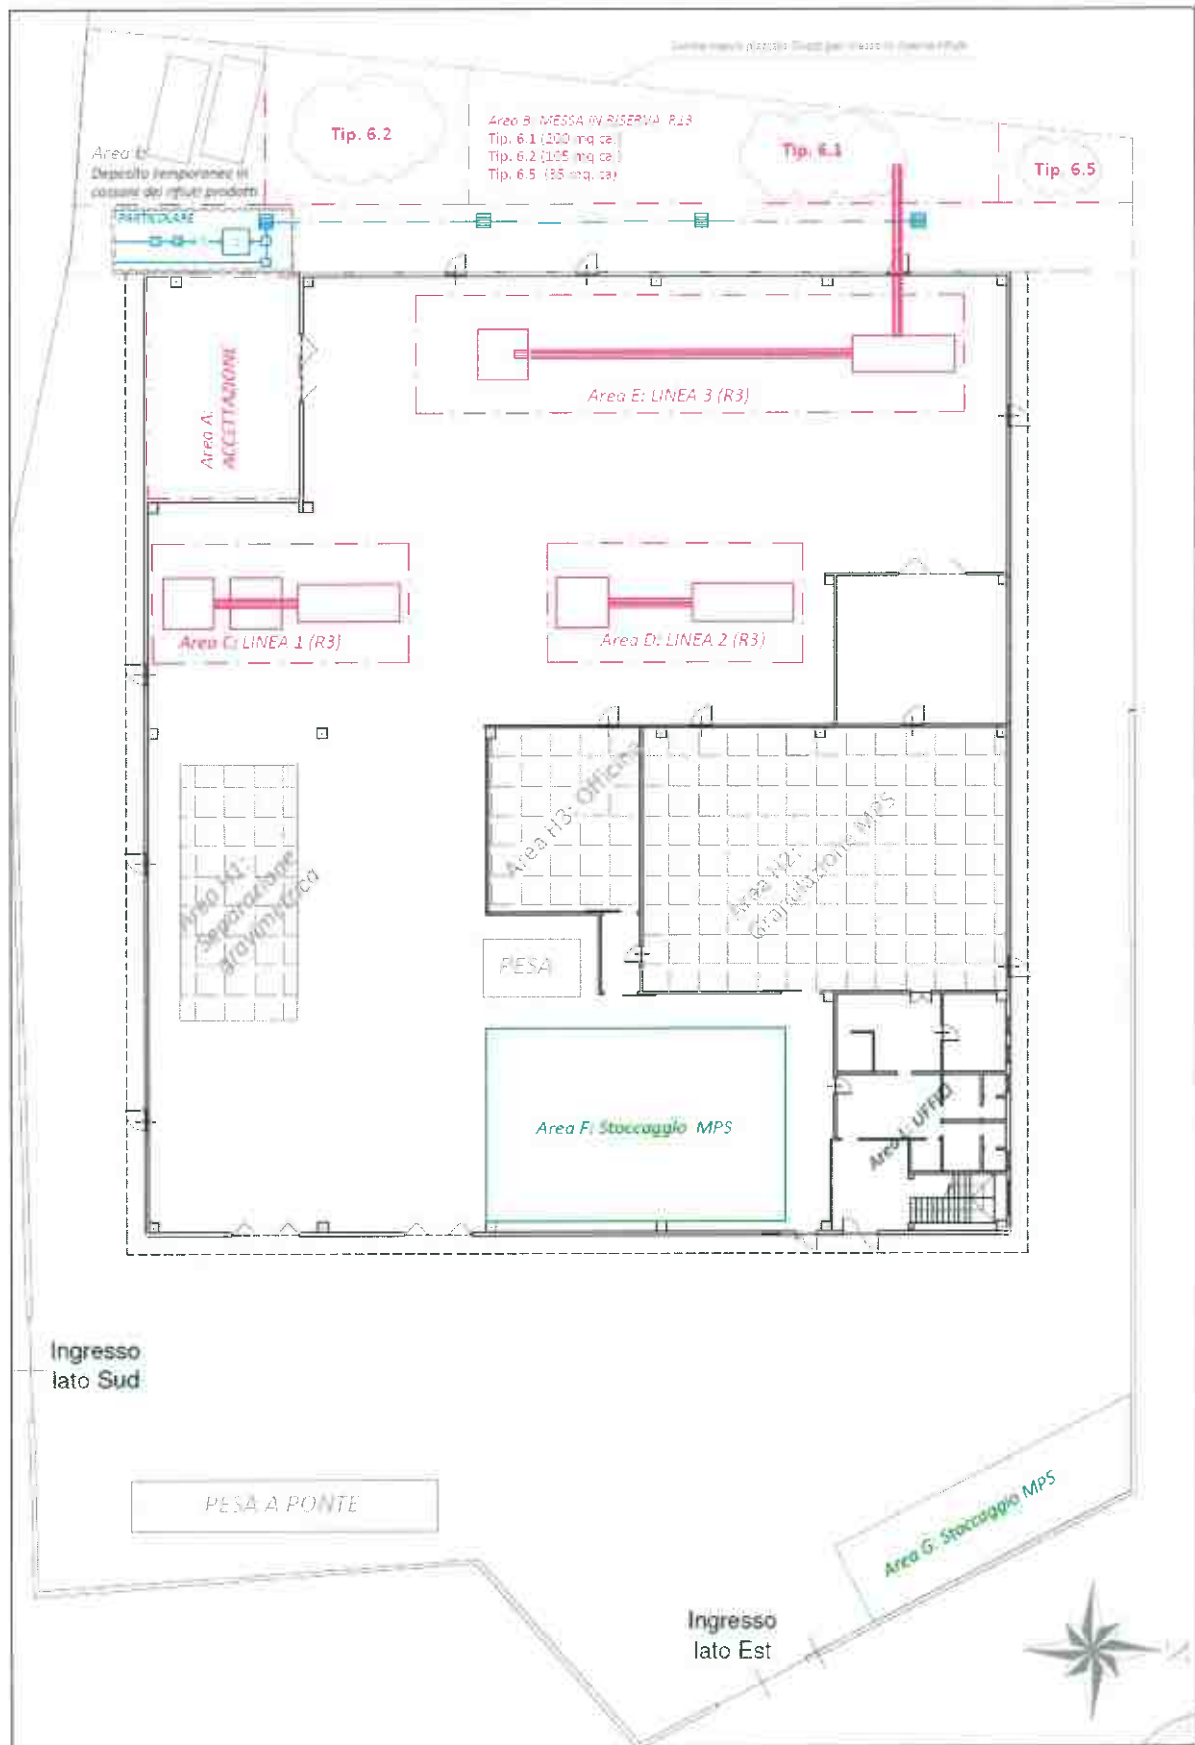 Tip. 6.2
Area B: MESSA IN RISERVA R13
Tip. 6.1 (200 mq ca.)
Tip. 6.2 (105 mq ca.)
Tip. 6.5 (35 mq. ca)
Tip. 6.1
Tip. 6.5
Area
Deposito temporaneo in
cassoni dei rifiuti prodotti
PARTICOLARE
Area A:
ACCETTAZIONE
Area E: LINEA 3 (R3)
Area C: LINEA 1 (R3)
Area D: LINEA 2 (R3)
Area H1:
Separazione
gravimetrica
Area H3: Officina
Area H2:
Granulazione MPS
PESA
Area F: Stoccaggio MPS
Area I: UFFICI
Ingresso
lato Sud
PESA A PONTE
Area G: Stoccaggio MPS
Ingresso
lato Est